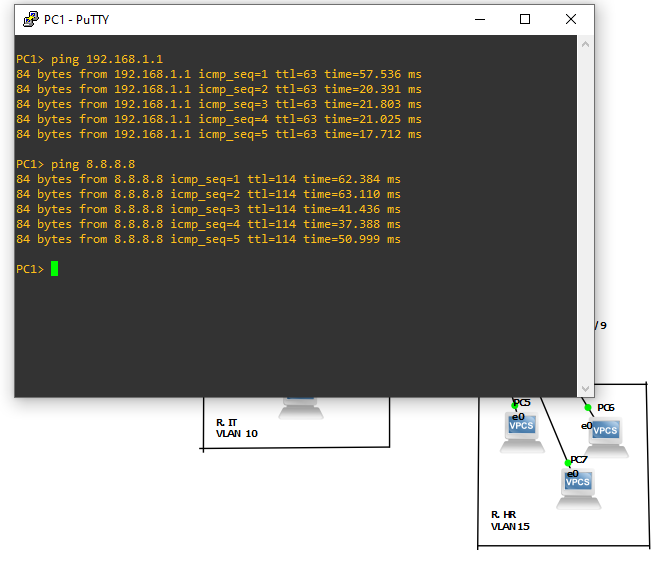 PC1 - PuTTY
PC1> ping 192.168.1.1
84 bytes from 192.168.1.1 icmp_seq=1 ttl=63 time=57.536 ms
84 bytes from 192.168.1.1 icmp_seq=2 ttl=63 time=20.391 ms
84 bytes from 192.168.1.1 icmp_seq=3 ttl=63 time=21.803 ms
84 bytes from 192.168.1.1 icmp_seq=4 ttl=63 time=21.025 ms
84 bytes from 192.168.1.1 icmp_seq=5 ttl=63 time=17.712 ms
PC1> ping 8.8.8.8
84 bytes from 8.8.8.8 icmp_seq=1 ttl=114 time=62.384 ms
84 bytes from 8.8.8.8 icmp_seq=2 ttl=114 time=63.110 ms
84 bytes from 8.8.8.8 icmp_seq=3 ttl=114 time=41.436 ms
84 bytes from 8.8.8.8 icmp_seq=4 ttl=114 time=37.388 ms
84 bytes from 8.8.8.8 icmp_seq=5 ttl=114 time=50.999 ms
PC1>
/9
R. IT
VLAN 10
PC5
e0
VPCS
PC6
e0
VPCS
PC7
e0
VPCS
R. HR
VLAN 15